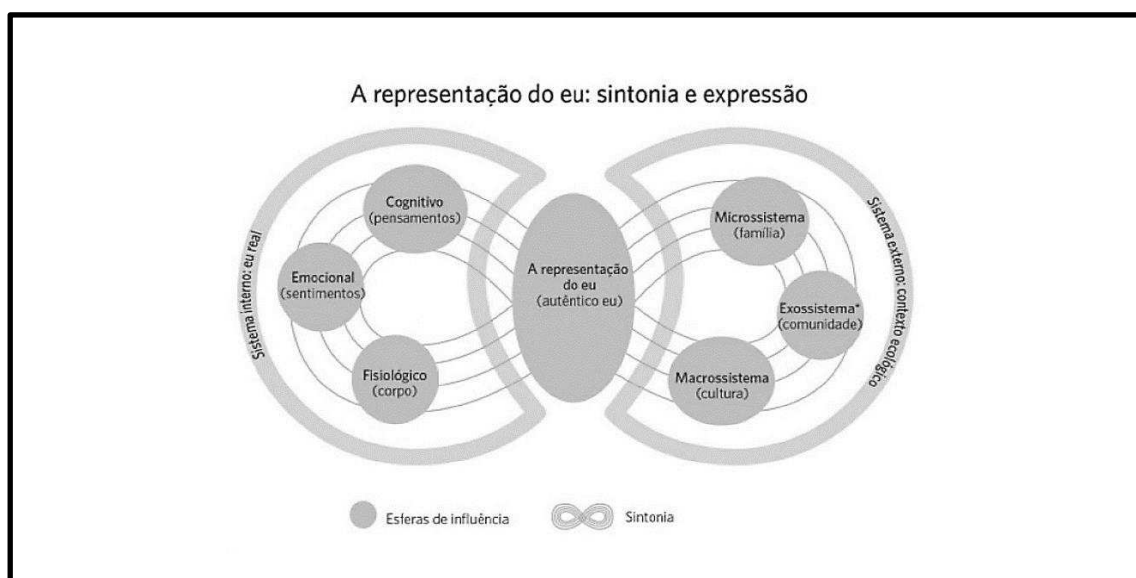 A representação do eu: sintonia e expressão
Sistema interno: eu real
Cognitivo
(pensamentos)
Emocional
(sentimentos)
Fisiológico
(corpo)
A representação
do eu
(autêntico eu)
Microssistema
(família)
Exossistema*
(comunidade)
Macrossistema
(cultura)
Sistema externo: contexto ecológico
Esferas de influência
Sintonia